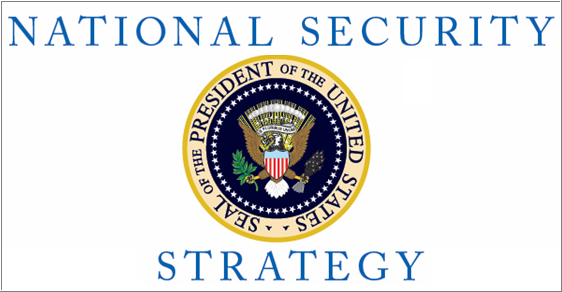 NATIONAL SECURITY
SEAL OF THE PRESIDENT OF THE UNITED STATES
STRATEGY